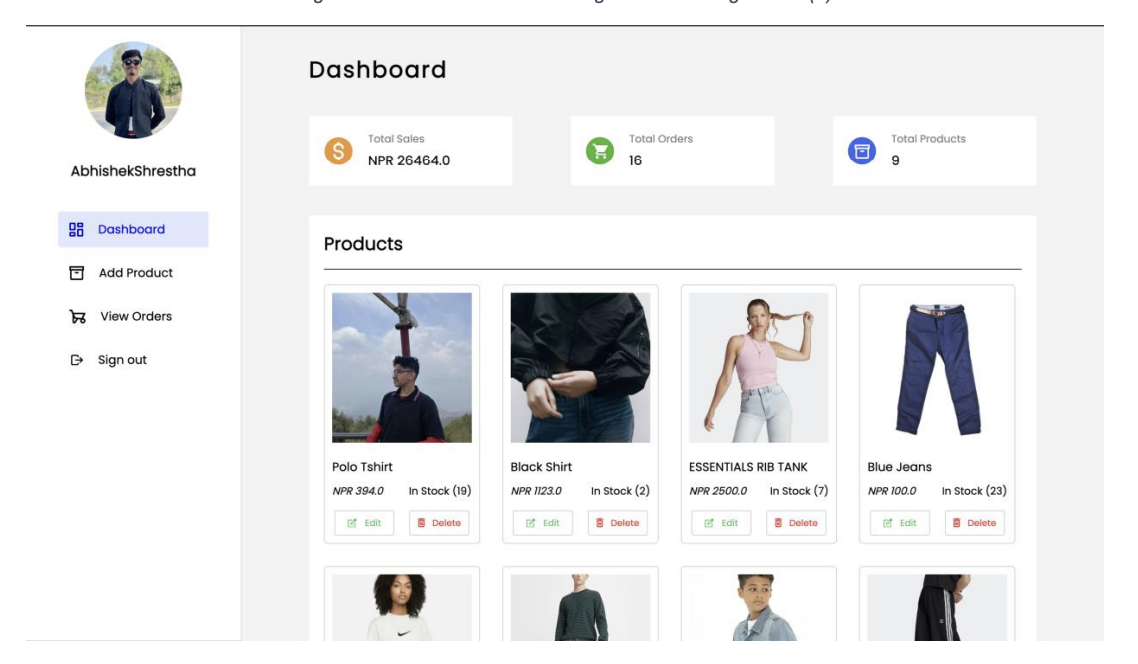 AbhishekShrestha
Dashboard
Add Product
View Orders
Sign out
Dashboard
Total Sales
NPR 26464.0
Total Orders
16
Total Products
9
Products
Polo Tshirt
NPR 394.0 In Stock (19)
Edit Delete
Black Shirt
NPR 1123.0 In Stock (2)
Edit Delete
ESSENTIALS RIB TANK
NPR 2500.0 In Stock (7)
Edit Delete
Blue Jeans
NPR 100.0 In Stock (23)
Edit Delete